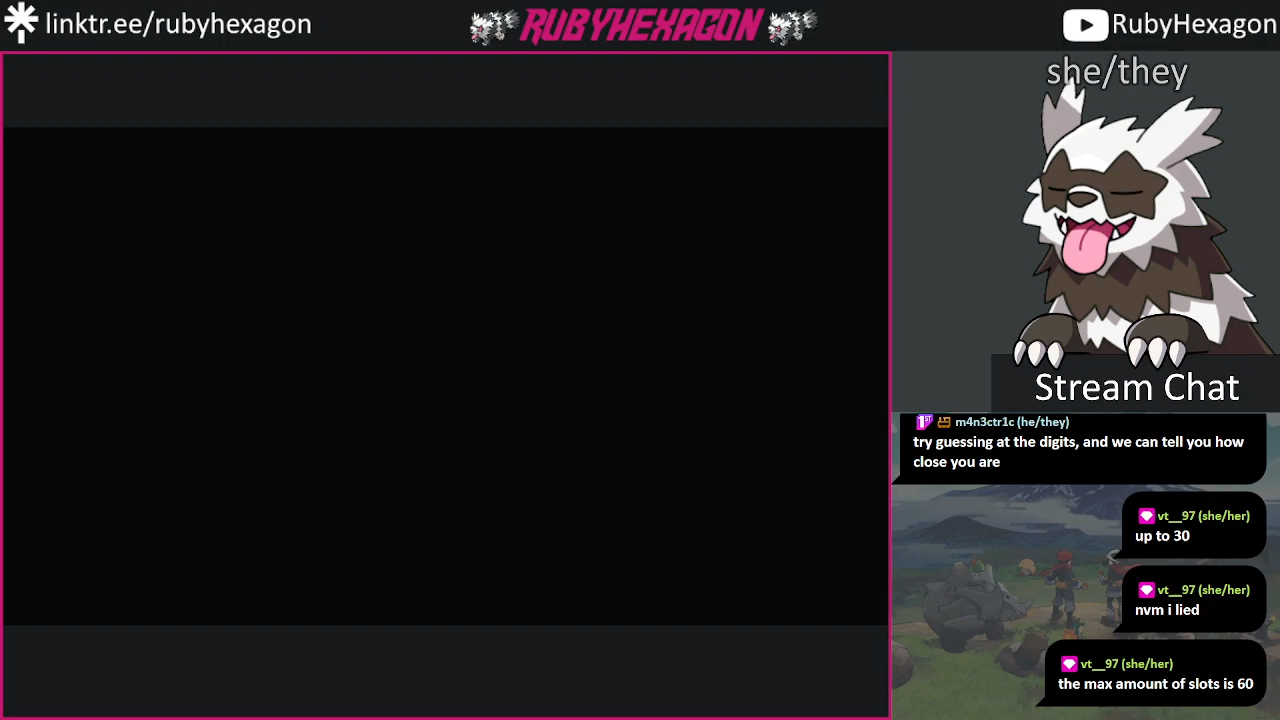 linktr.ee/rubyhexagon
RUBYHEXAGON
RubyHexagon
she/they
Stream Chat
1ST m4n3ctr1c (he/they)
try guessing at the digits, and we can tell you how
close you are
vt__97 (she/her)
up to 30
vt__97 (she/her)
nvm i lied
vt__97 (she/her)
the max amount of slots is 60